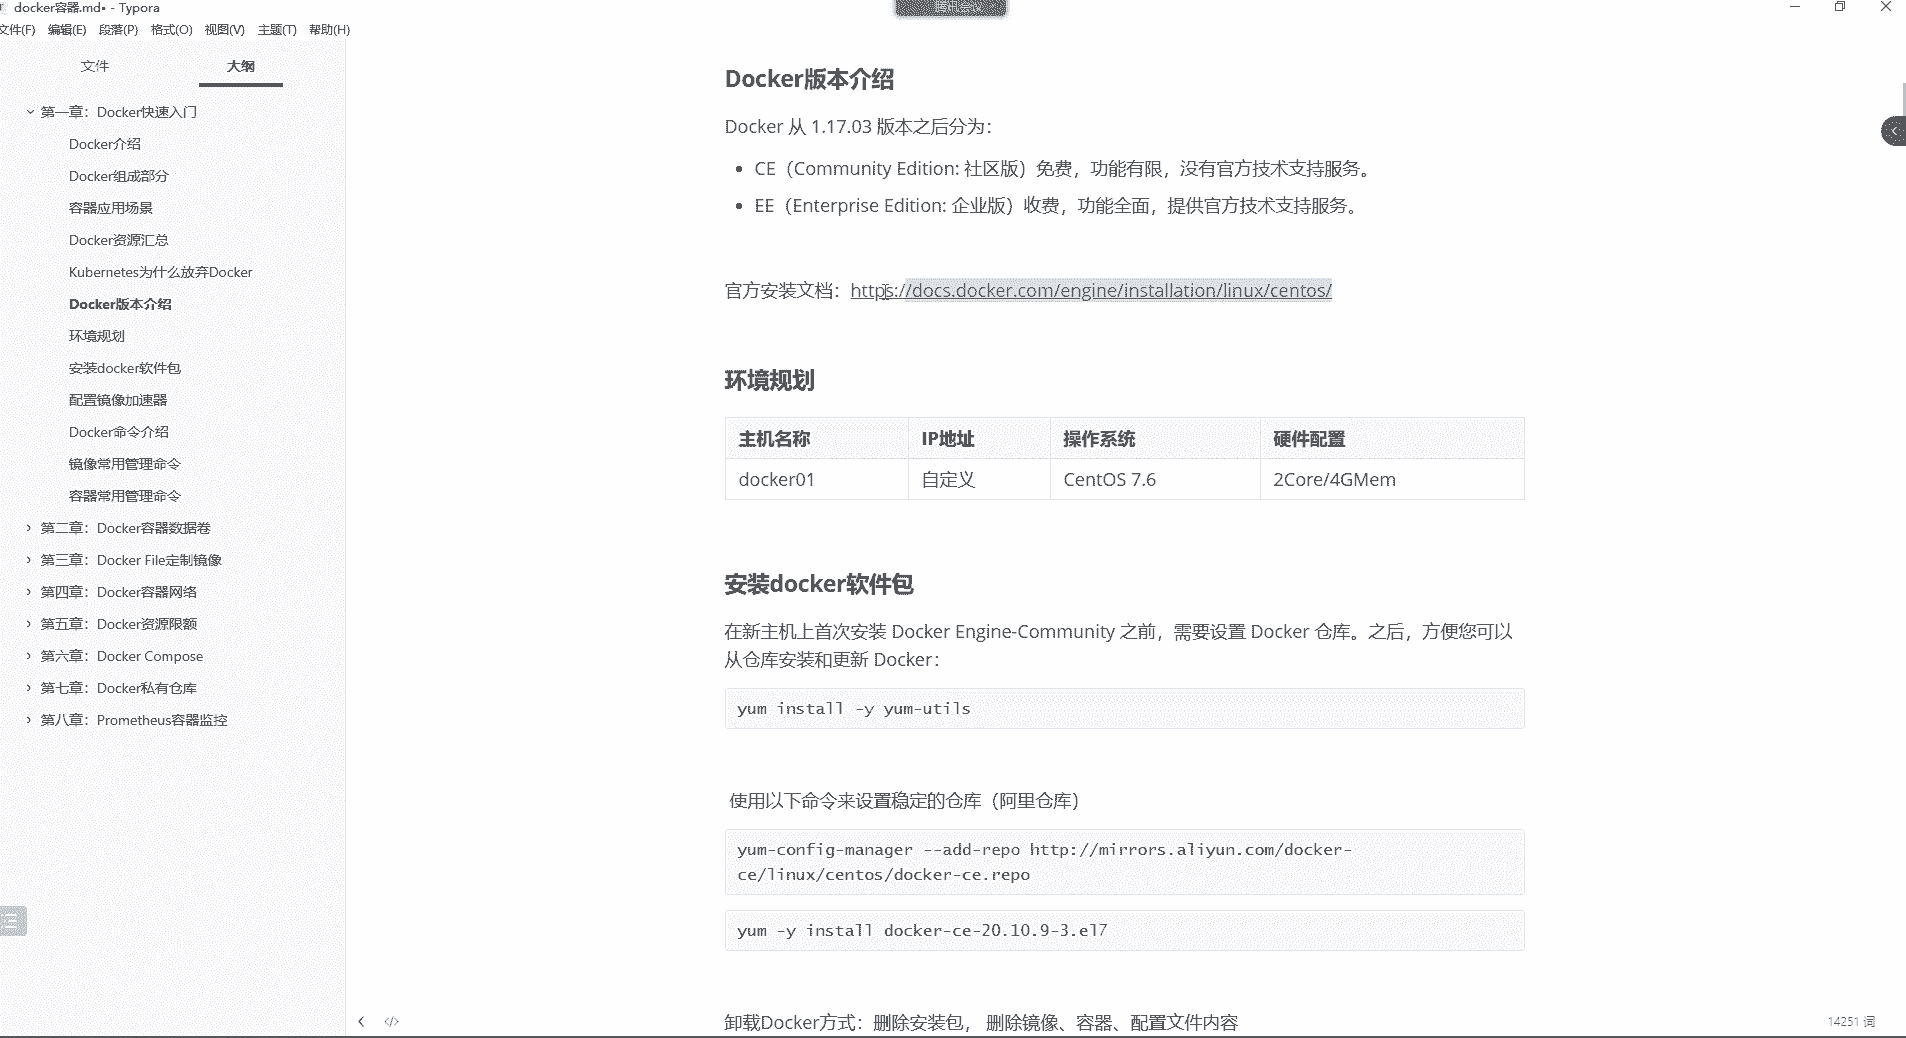 docker容器.md• - Typora
腾讯会议
文件(F) 编辑(E) 段落(P) 格式(O) 视图(V) 主题(T) 帮助(H)
文件 大纲
第一章：Docker快速入门
Docker介绍
Docker组成部分
容器应用场景
Docker资源汇总
Kubernetes为什么放弃Docker
Docker版本介绍
环境规划
安装docker软件包
配置镜像加速器
Docker命令介绍
镜像常用管理命令
容器常用管理命令
第二章：Docker容器数据卷
第三章：Docker File定制镜像
第四章：Docker容器网络
第五章：Docker资源限额
第六章：Docker Compose
第七章：Docker私有仓库
第八章：Prometheus容器监控
Docker版本介绍
Docker 从 1.17.03 版本之后分为：
• CE（Community Edition: 社区版）免费，功能有限，没有官方技术支持服务。
• EE（Enterprise Edition: 企业版）收费，功能全面，提供官方技术支持服务。
官方安装文档：https://docs.docker.com/engine/installation/linux/centos/
环境规划
主机名称 IP地址 操作系统 硬件配置
docker01 自定义 CentOS 7.6 2Core/4GMem
安装docker软件包
在新主机上首次安装 Docker Engine-Community 之前，需要设置 Docker 仓库。之后，方便您可以
从仓库安装和更新 Docker：
yum install -y yum-utils
使用以下命令来设置稳定的仓库（阿里仓库）
yum-config-manager --add-repo http://mirrors.aliyun.com/docker-
ce/linux/centos/docker-ce.repo
yum -y install docker-ce-20.10.9-3.el7
卸载Docker方式：删除安装包， 删除镜像、容器、配置文件内容
14251 词